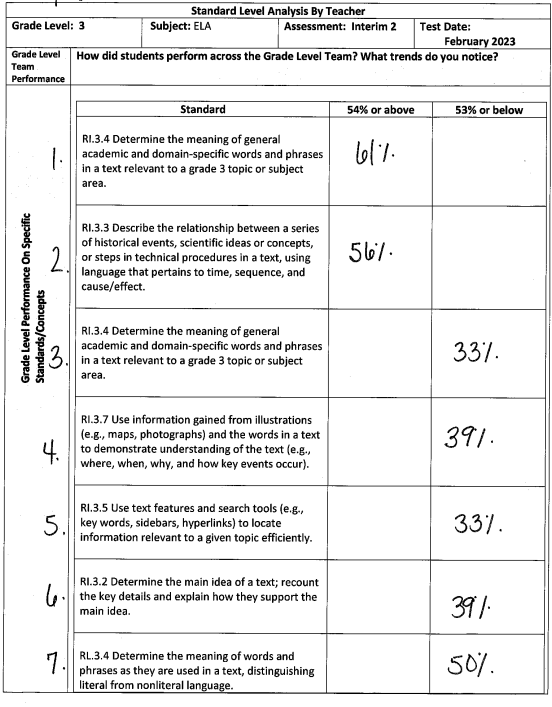 Standard Level Analysis By Teacher
Grade Level: 3 Subject: ELA Assessment: Interim 2 Test Date:
February 2023
Grade Level
Team
Performance
How did students perform across the Grade Level Team? What trends do you notice?
Grade Level Performance On Specific
Standards/Concepts
Standard 54% or above 53% or below
1.
RI.3.4 Determine the meaning of general
academic and domain-specific words and phrases
in a text relevant to a grade 3 topic or subject
area.
61%.
2.
RI.3.3 Describe the relationship between a series
of historical events, scientific ideas or concepts,
or steps in technical procedures in a text, using
language that pertains to time, sequence, and
cause/effect.
56%.
3.
RI.3.4 Determine the meaning of general
academic and domain-specific words and phrases
in a text relevant to a grade 3 topic or subject
area.
33%.
4.
RI.3.7 Use information gained from illustrations
(e.g., maps, photographs) and the words in a text
to demonstrate understanding of the text (e.g.,
where, when, why, and how key events occur).
39%.
5.
RI.3.5 Use text features and search tools (e.g.,
key words, sidebars, hyperlinks) to locate
information relevant to a given topic efficiently.
33%.
6.
RI.3.2 Determine the main idea of a text; recount
the key details and explain how they support the
main idea.
39%.
7.
RL.3.4 Determine the meaning of words and
phrases as they are used in a text, distinguishing
literal from nonliteral language.
50%.